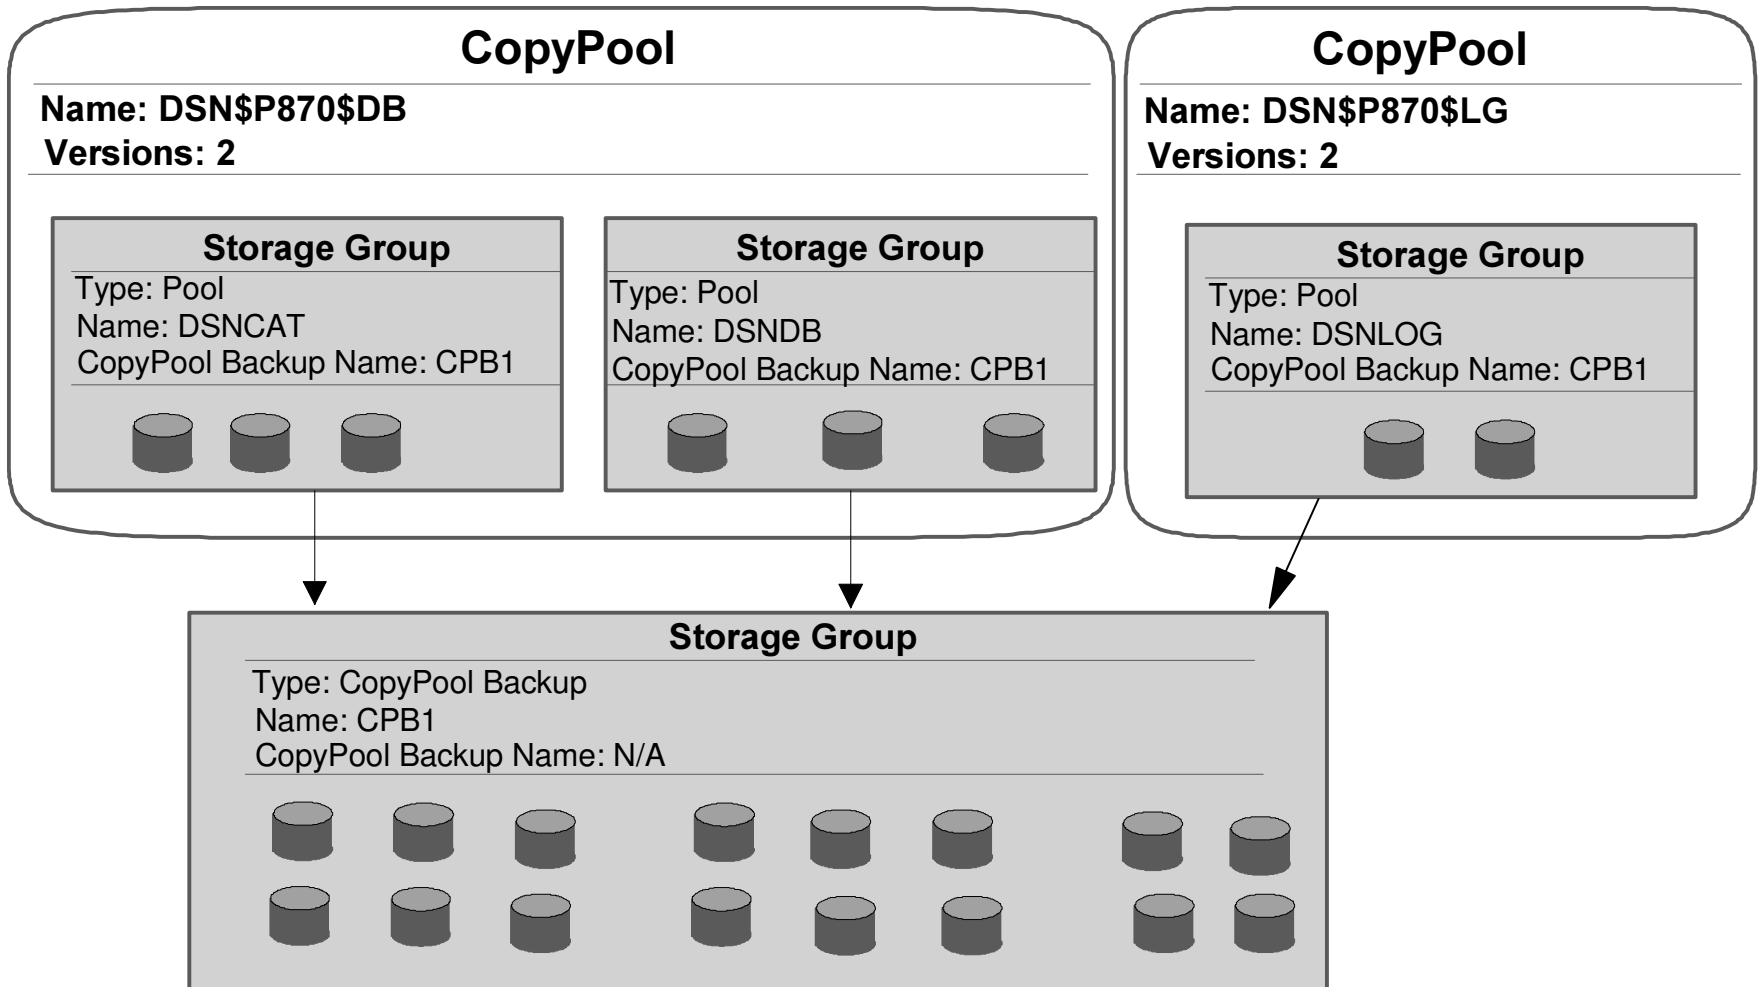 CopyPool
Name: DSN$P870$DB
Versions: 2
Storage Group
Type: Pool
Name: DSNCAT
CopyPool Backup Name: CPB1
Storage Group
Type: Pool
Name: DSNDB
CopyPool Backup Name: CPB1
CopyPool
Name: DSN$P870$LG
Versions: 2
Storage Group
Type: Pool
Name: DSNLOG
CopyPool Backup Name: CPB1
Storage Group
Type: CopyPool Backup
Name: CPB1
CopyPool Backup Name: N/A